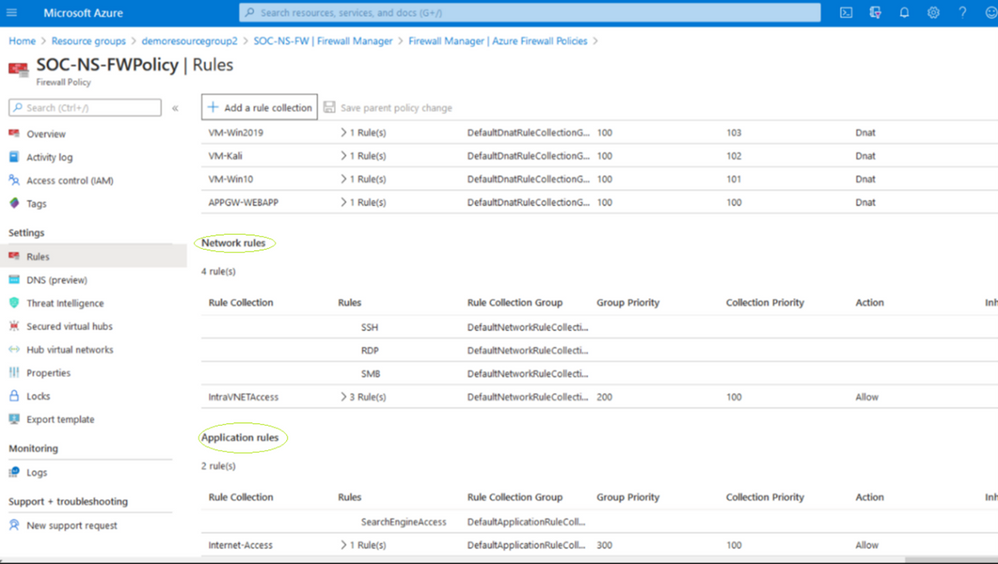 Microsoft Azure
Search resources, services, and docs (G+/)
Home > Resource groups > demoresourcegroup2 > SOC-NS-FW | Firewall Manager > Firewall Manager | Azure Firewall Policies >
SOC-NS-FWPolicy | Rules
Firewall Policy
Search (Ctrl+/)
«
Overview
Activity log
Access control (IAM)
Tags
Settings
Rules
DNS (preview)
Threat Intelligence
Secured virtual hubs
Hub virtual networks
Properties
Locks
Export template
Monitoring
Logs
Support + troubleshooting
New support request
+ Add a rule collection Save parent policy change
VM-Win2019 > 1 Rule(s) DefaultDnatRuleCollectionG... 100 103 Dnat
VM-Kali > 1 Rule(s) DefaultDnatRuleCollectionG... 100 102 Dnat
VM-Win10 > 1 Rule(s) DefaultDnatRuleCollectionG... 100 101 Dnat
APPGW-WEBAPP > 1 Rule(s) DefaultDnatRuleCollectionG... 100 100 Dnat
Network rules
4 rule(s)
Rule Collection Rules Rule Collection Group Group Priority Collection Priority Action Inh
SSH DefaultNetworkRuleCollecti...
RDP DefaultNetworkRuleCollecti...
SMB DefaultNetworkRuleCollecti...
IntraVNETAccess > 3 Rule(s) DefaultNetworkRuleCollecti... 200 100 Allow
Application rules
2 rule(s)
Rule Collection Rules Rule Collection Group Group Priority Collection Priority Action Inh
SearchEngineAccess DefaultApplicationRuleColl...
Internet-Access > 1 Rule(s) DefaultApplicationRuleColl... 300 100 Allow